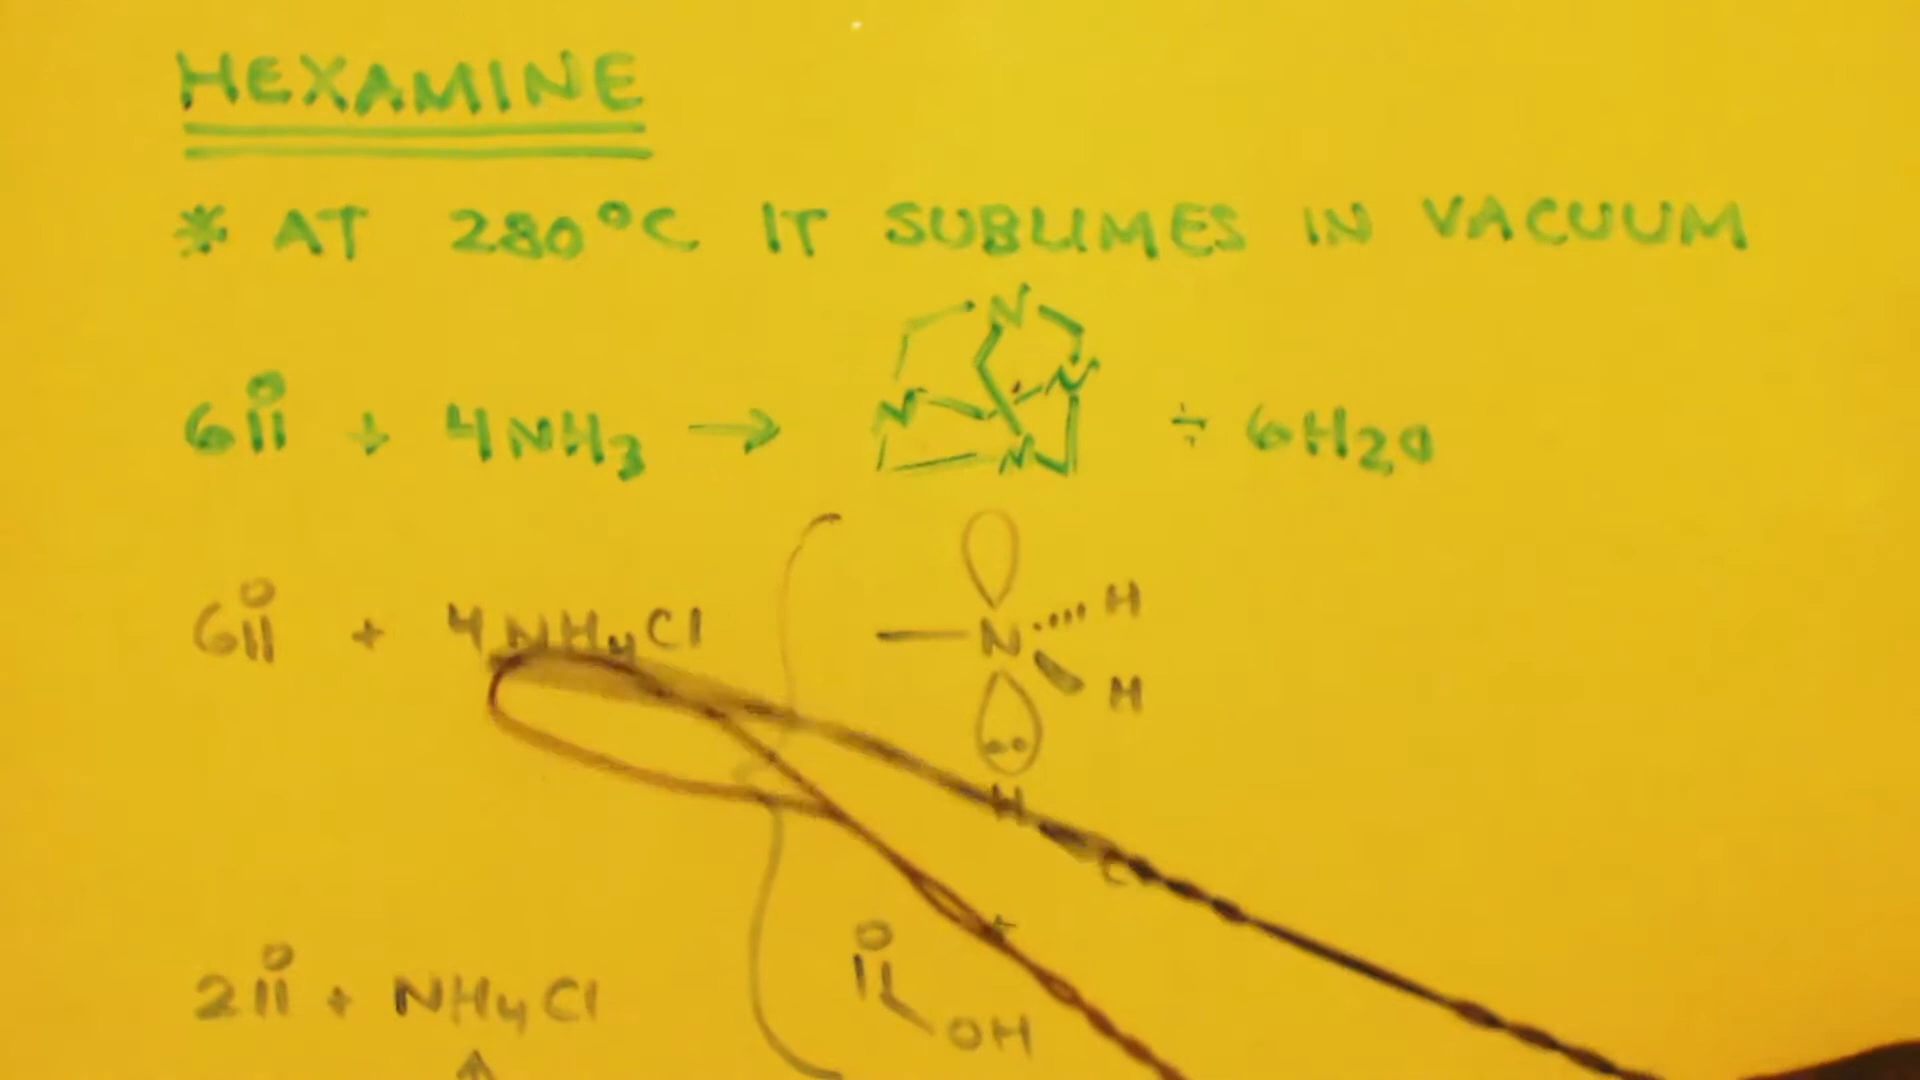 HEXAMINE
* AT 280°C IT SUBLIMES IN VACUUM
N
N
N
N
6 O + 4NH3 → + 6H2O
6 O + 4NH4Cl
N H
H
H
C
+
2 O + NH4Cl
O
OH